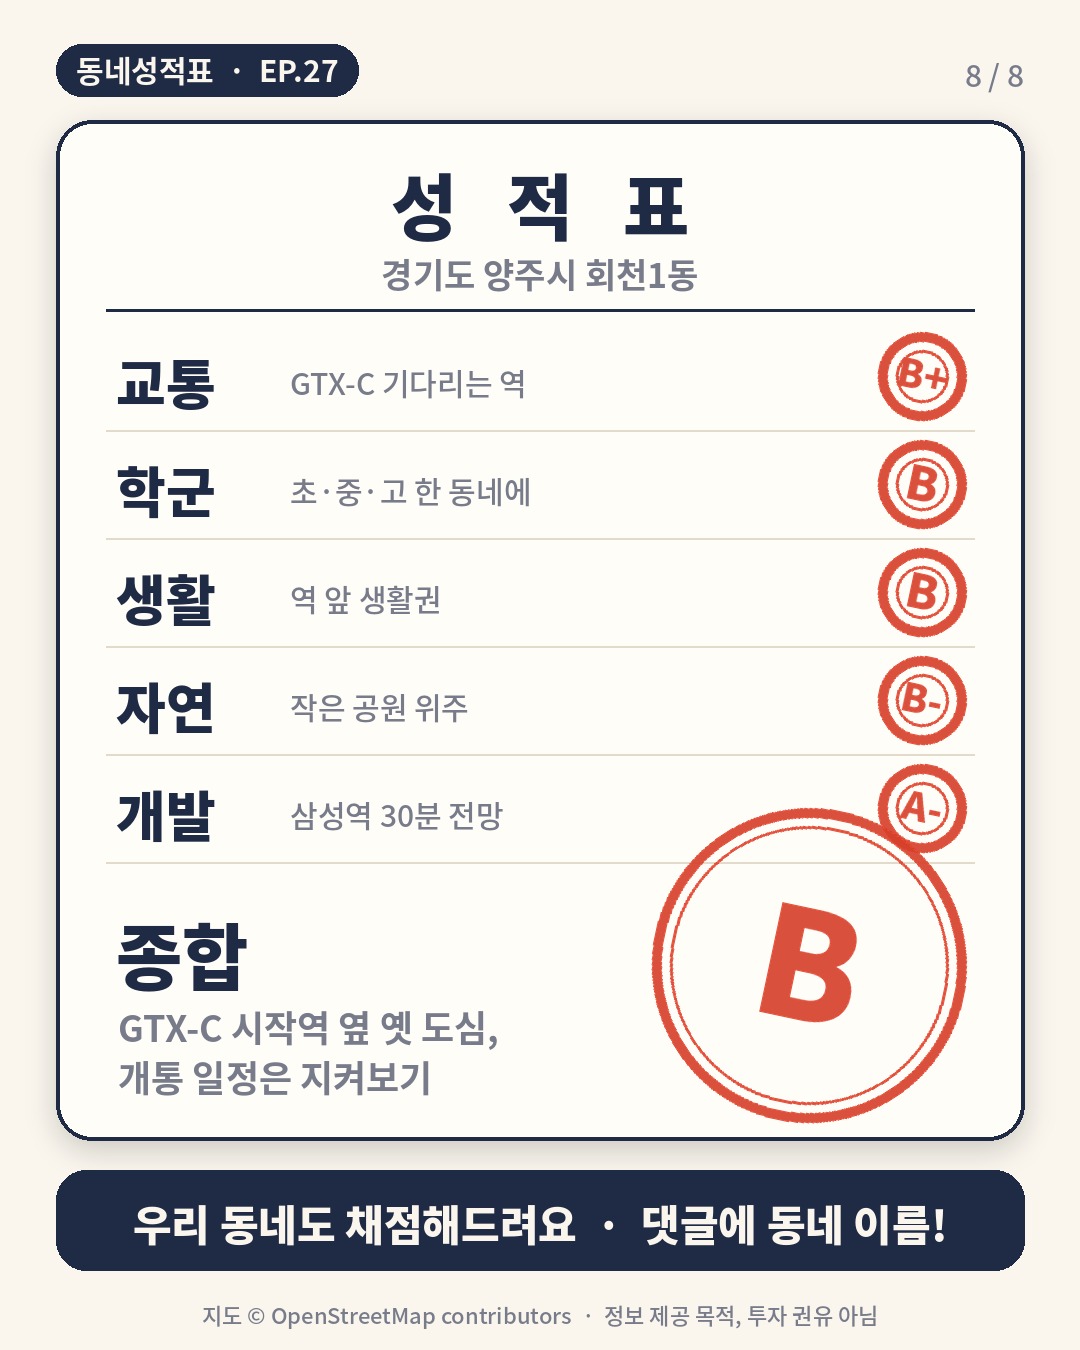 동네성적표 · EP.27
8 / 8
성 적 표
경기도 양주시 회천1동
교통 GTX-C 기다리는 역 B+
학군 초·중·고 한 동네에 B
생활 역 앞 생활권 B
자연 작은 공원 위주 B-
개발 삼성역 30분 전망 A-
종합
GTX-C 시작역 옆 옛 도심,
개통 일정은 지켜보기
B
우리 동네도 채점해드려요 · 댓글에 동네 이름!
지도 © OpenStreetMap contributors · 정보 제공 목적, 투자 권유 아님